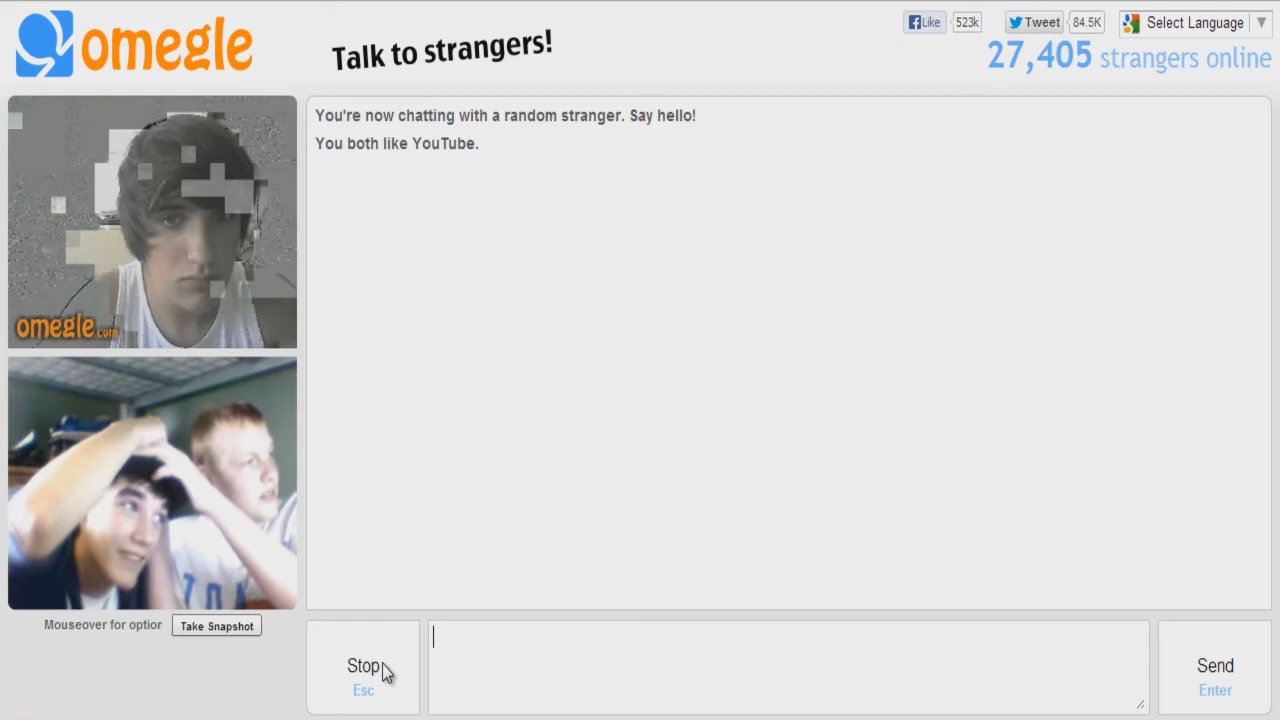 omegle
Talk to strangers!
Like 523k
Tweet 84.5K
Select Language
27,405 strangers online
You're now chatting with a random stranger. Say hello!
You both like YouTube.
omegle.com
TON
Mouseover for option
Take Snapshot
Stop
Esc
Send
Enter